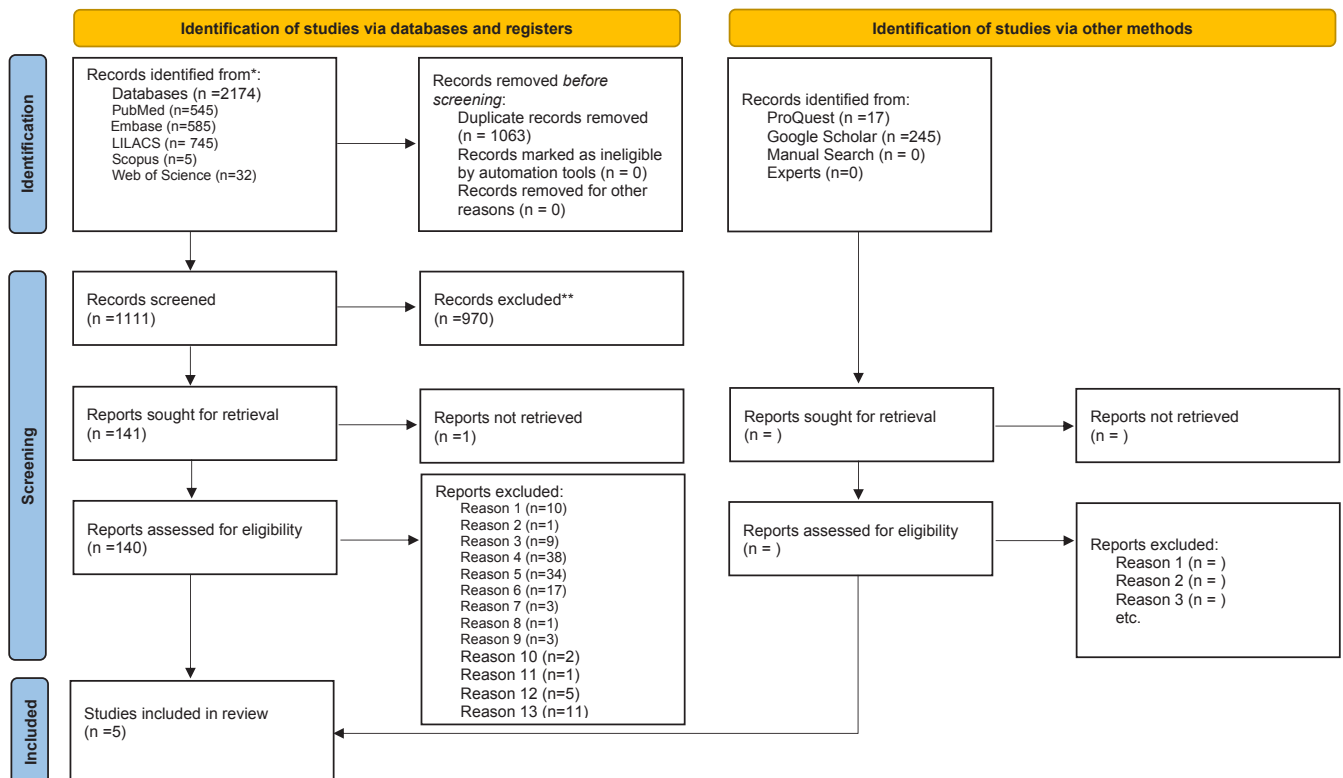 Identification of studies via databases and registers
Identification of studies via other methods
Identification
Records identified from*:
Databases (n =2174)
PubMed (n=545)
Embase (n=585)
LILACS (n= 745)
Scopus (n=5)
Web of Science (n=32)
Records removed before
screening:
Duplicate records removed
(n = 1063)
Records marked as ineligible
by automation tools (n = 0)
Records removed for other
reasons (n = 0)
Records identified from:
ProQuest (n =17)
Google Scholar (n =245)
Manual Search (n = 0)
Experts (n=0)
Screening
Records screened
(n =1111)
Records excluded**
(n =970)
Reports sought for retrieval
(n =141)
Reports not retrieved
(n =1)
Reports sought for retrieval
(n = )
Reports not retrieved
(n = )
Reports assessed for eligibility
(n =140)
Reports excluded:
Reason 1 (n=10)
Reason 2 (n=1)
Reason 3 (n=9)
Reason 4 (n=38)
Reason 5 (n=34)
Reason 6 (n=17)
Reason 7 (n=3)
Reason 8 (n=1)
Reason 9 (n=3)
Reason 10 (n=2)
Reason 11 (n=1)
Reason 12 (n=5)
Reason 13 (n=11)
Reports assessed for eligibility
(n = )
Reports excluded:
Reason 1 (n = )
Reason 2 (n = )
Reason 3 (n = )
etc.
Included
Studies included in review
(n =5)